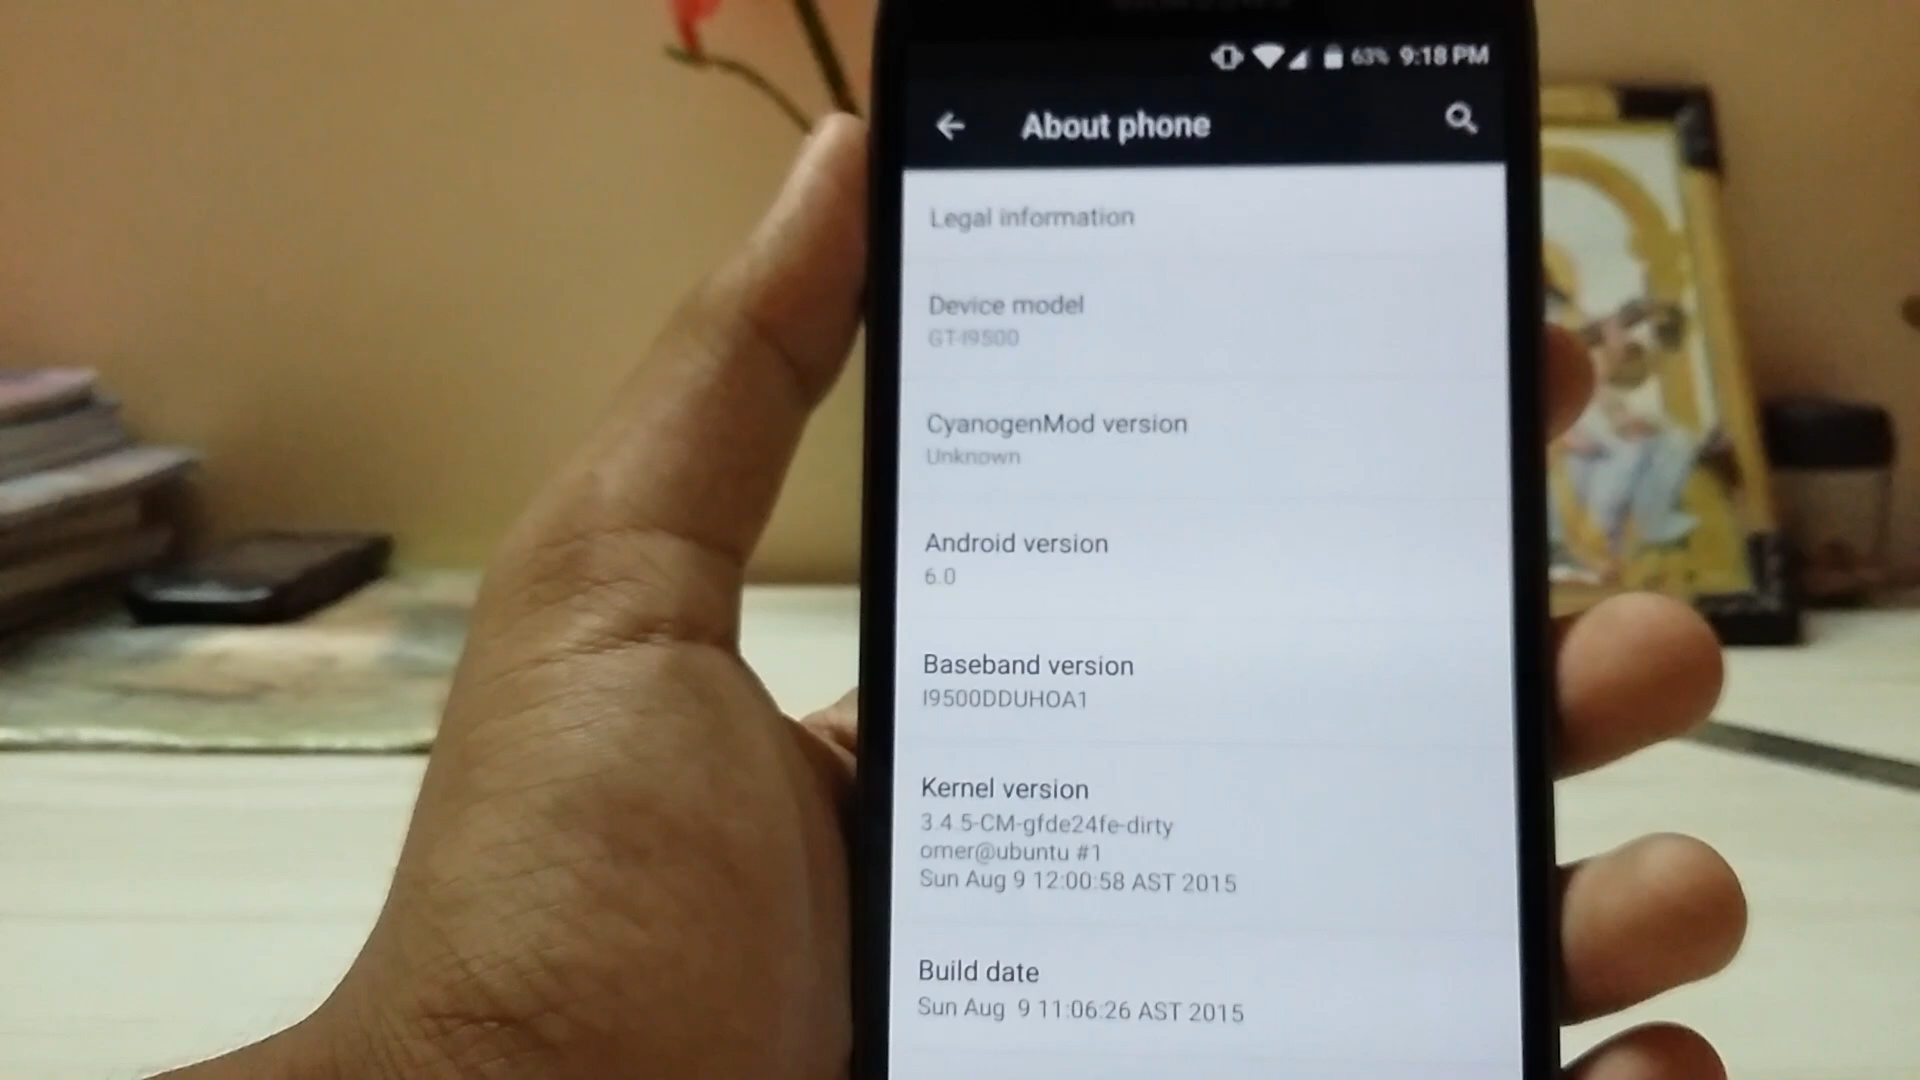 63% 9:18 PM
About phone
Legal information
Device model
GT-I9500
CyanogenMod version
Unknown
Android version
6.0
Baseband version
I9500DDUHOA1
Kernel version
3.4.5-CM-gfde24fe-dirty
omer@ubuntu #1
Sun Aug 9 12:00:58 AST 2015
Build date
Sun Aug  9 11:06:26 AST 2015